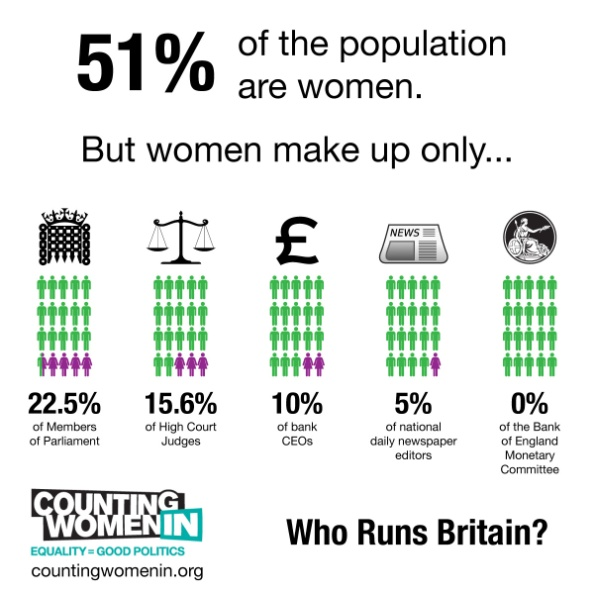 51% of the population
are women.
But women make up only...
£
NEWS
22.5%
of Members
of Parliament
15.6%
of High Court
Judges
10%
of bank
CEOs
5%
of national
daily newspaper
editors
0%
of the Bank
of England
Monetary
Committee
COUNTING
WOMENIN
EQUALITY = GOOD POLITICS
countingwomenin.org
Who Runs Britain?